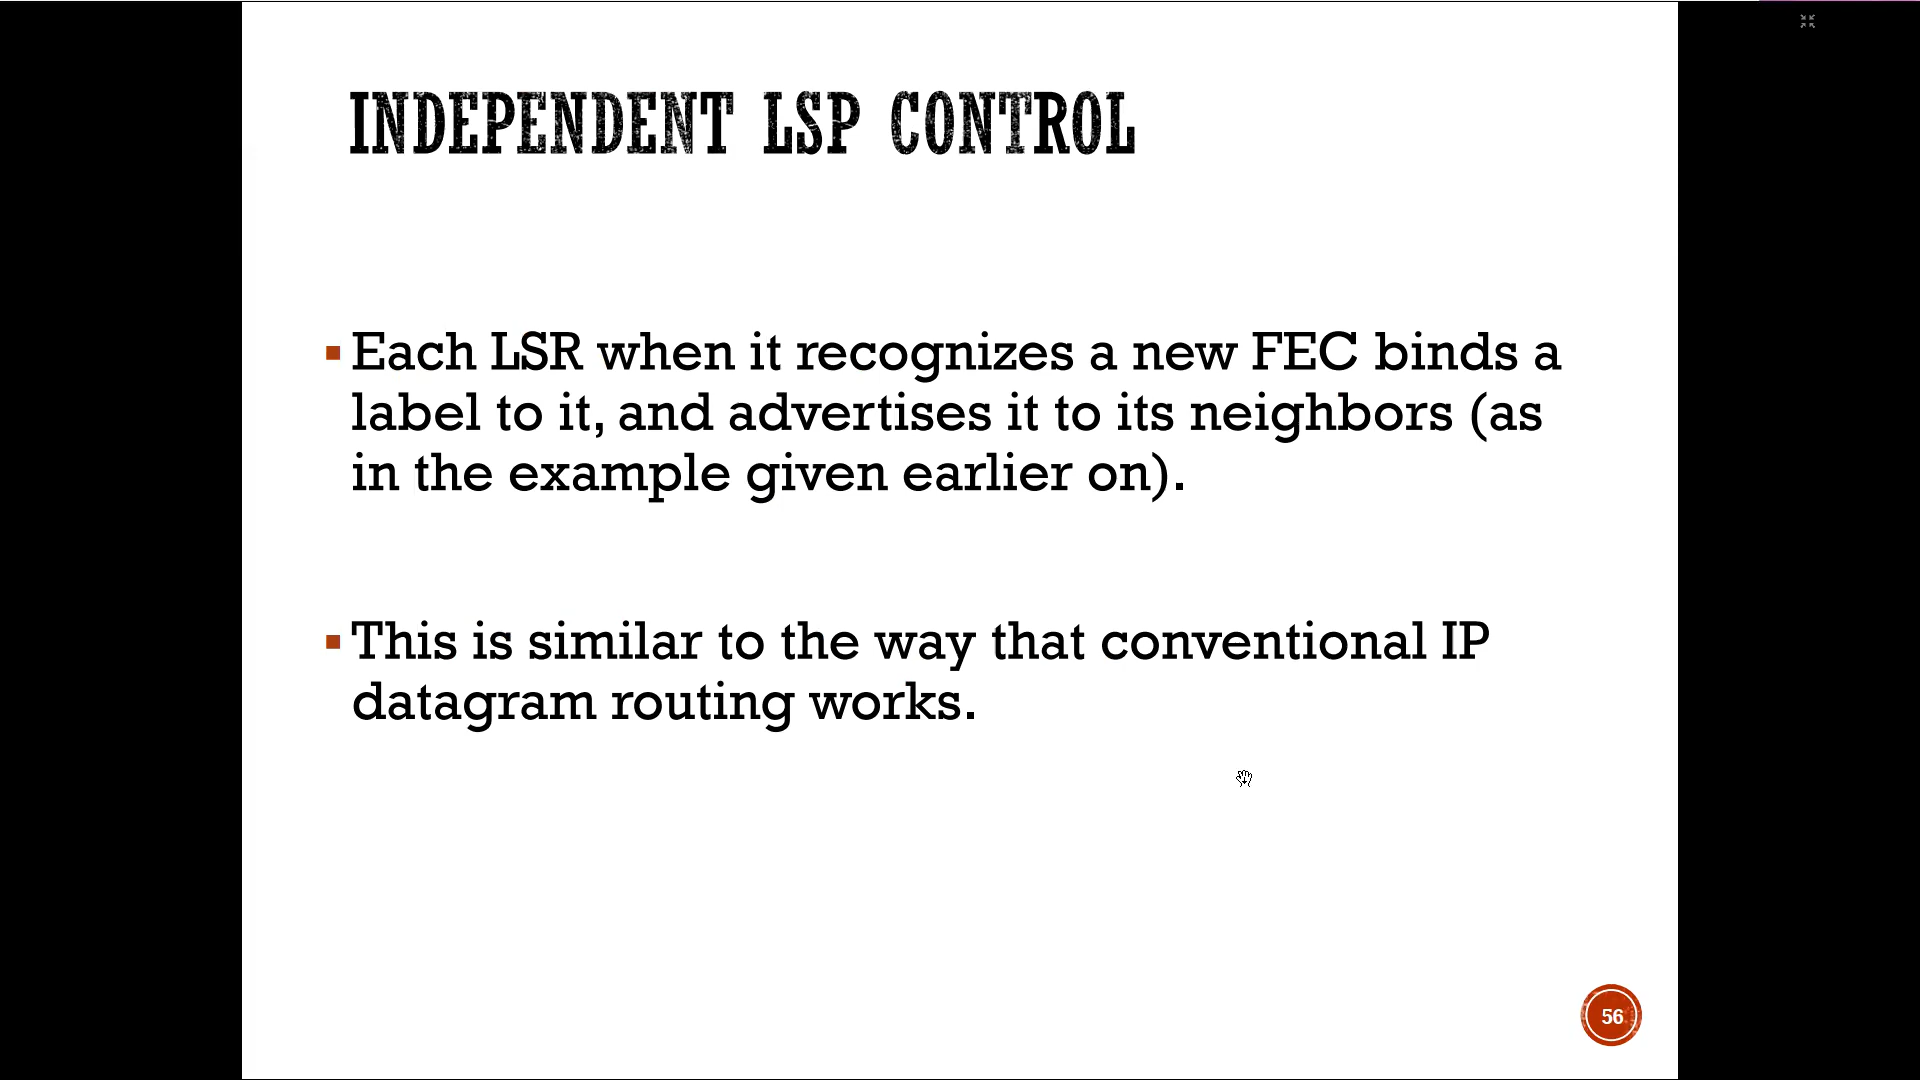 INDEPENDENT LSP CONTROL
Each LSR when it recognizes a new FEC binds a
label to it, and advertises it to its neighbors (as
in the example given earlier on).
This is similar to the way that conventional IP
datagram routing works.
56